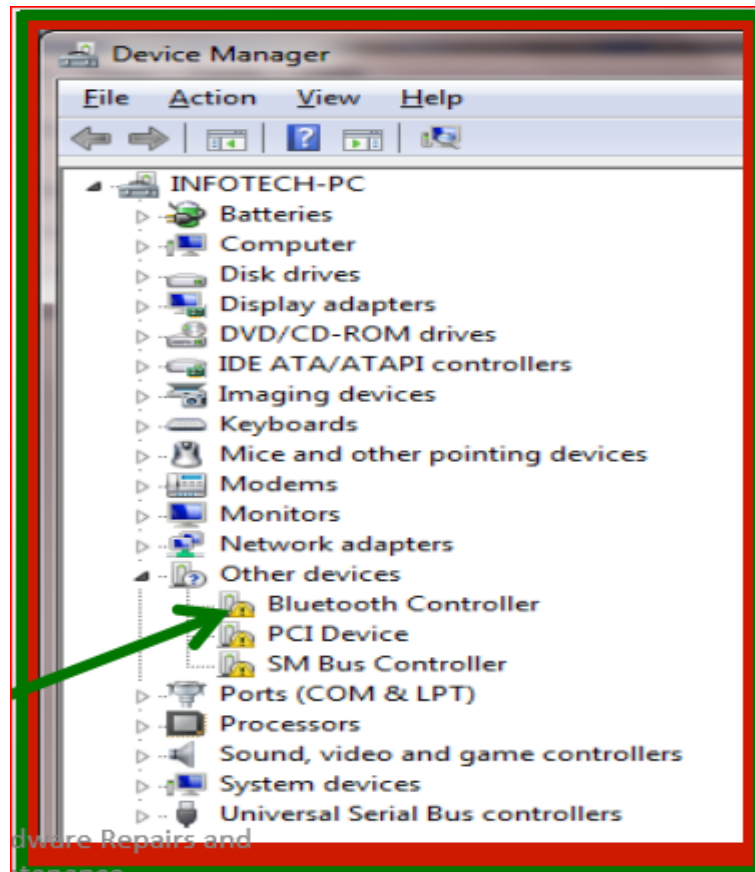 Device Manager
File Action View Help
INFOTECH-PC
Batteries
Computer
Disk drives
Display adapters
DVD/CD-ROM drives
IDE ATA/ATAPI controllers
Imaging devices
Keyboards
Mice and other pointing devices
Modems
Monitors
Network adapters
Other devices
Bluetooth Controller
PCI Device
SM Bus Controller
Ports (COM & LPT)
Processors
Sound, video and game controllers
System devices
Universal Serial Bus controllers
dware Repairs and